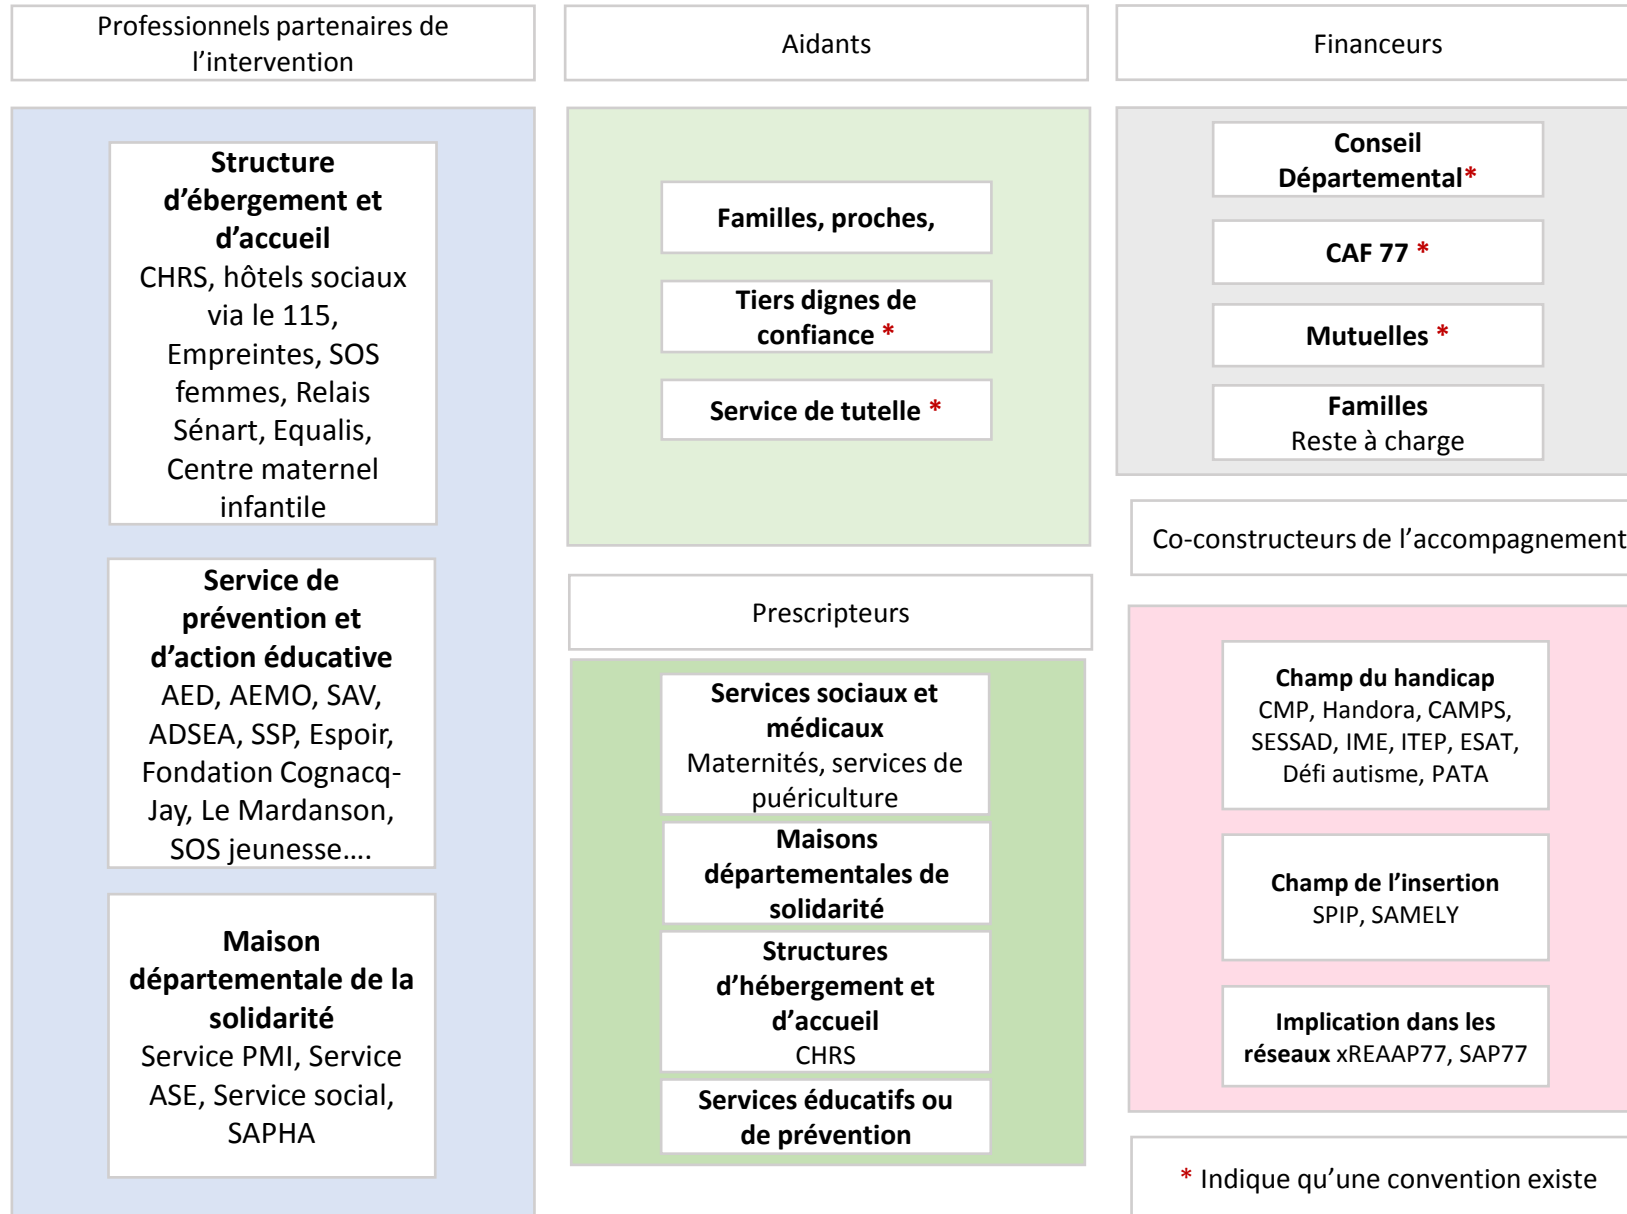 Professionnels partenaires de
l’intervention
Structure
d’ébergement et
d’accueil
CHRS, hôtels sociaux
via le 115,
Empreintes, SOS
femmes, Relais
Sénart, Equalis,
Centre maternel
infantile
Service de
prévention et
d’action éducative
AED, AEMO, SAV,
ADSEA, SSP, Espoir,
Fondation Cognacq-
Jay, Le Mardanson,
SOS jeunesse….
Maison
départementale de la
solidarité
Service PMI, Service
ASE, Service social,
SAPHA
Aidants
Familles, proches,
Tiers dignes de
confiance *
Service de tutelle *
Prescripteurs
Services sociaux et
médicaux
Maternités, services de
puériculture
Maisons
départementales de
solidarité
Structures
d’hébergement et
d’accueil
CHRS
Services éducatifs ou
de prévention
Financeurs
Conseil
Départemental*
CAF 77 *
Mutuelles *
Familles
Reste à charge
Co-constructeurs de l’accompagnement
Champ du handicap
CMP, Handora, CAMPS,
SESSAD, IME, ITEP, ESAT,
Défi autisme, PATA
Champ de l’insertion
SPIP, SAMELY
Implication dans les
réseaux xREAAP77, SAP77
* Indique qu’une convention existe